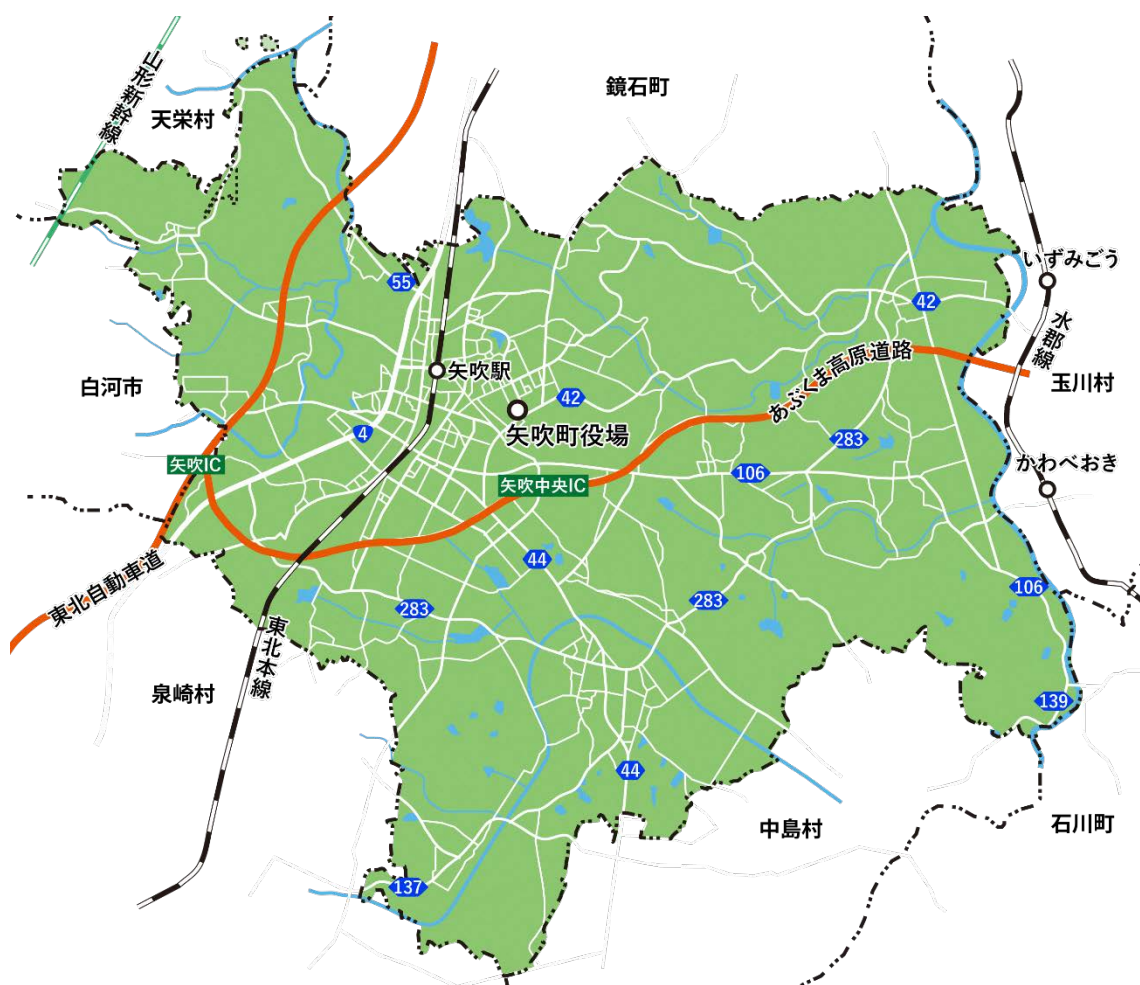 山形新幹線
天栄村
鏡石町
いずみごう
55
42
水郡線
矢吹駅
あぶくま高原道路
玉川村
白河市
42
矢吹町役場
4
283
矢吹IC
106
かわべおき
矢吹中央IC
44
東北自動車道
283
283
106
東北本線
泉崎村
139
44
中島村
石川町
137